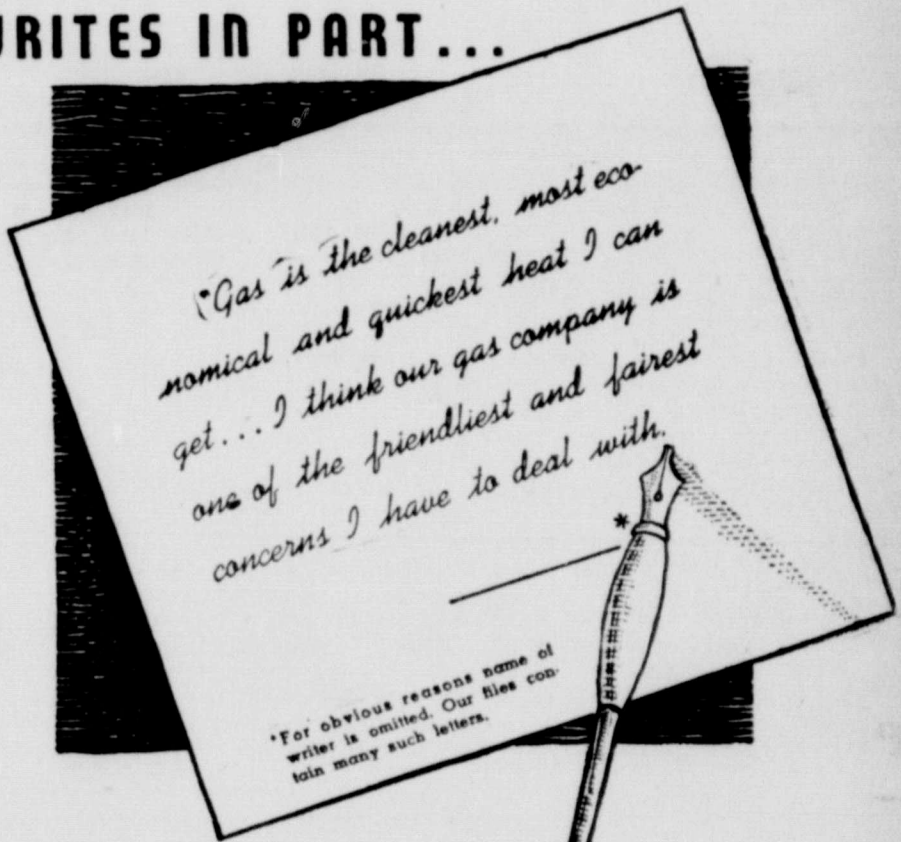 WRITES IN PART...
"Gas is the cleanest, most eco-
nomical and quickest heat I can
get... I think our gas company is
one of the friendliest and fairest
concerns I have to deal with.
*
*For obvious reasons name of
writer is omitted. Our files con-
tain many such letters.